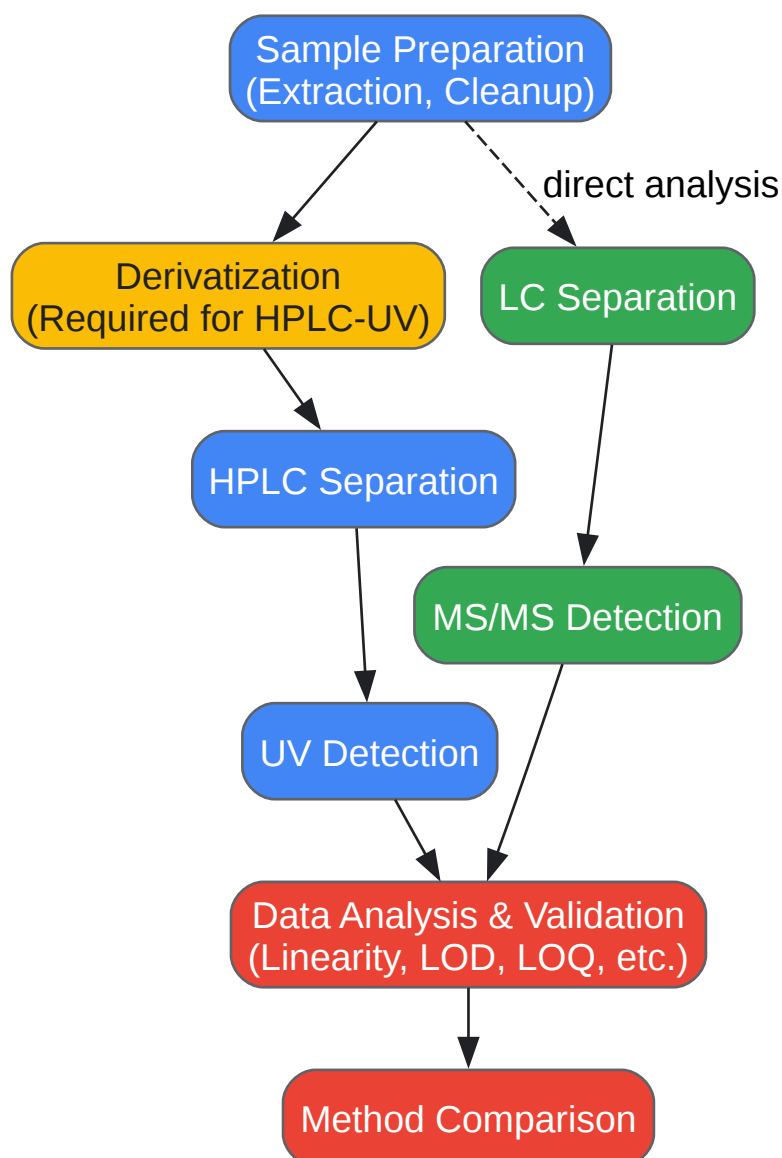 Sample Preparation
(Extraction, Cleanup)
direct analysis
Derivatization
(Required for HPLC-UV)
LC Separation
HPLC Separation
MS/MS Detection
UV Detection
Data Analysis & Validation
(Linearity, LOD, LOQ, etc.)
Method Comparison